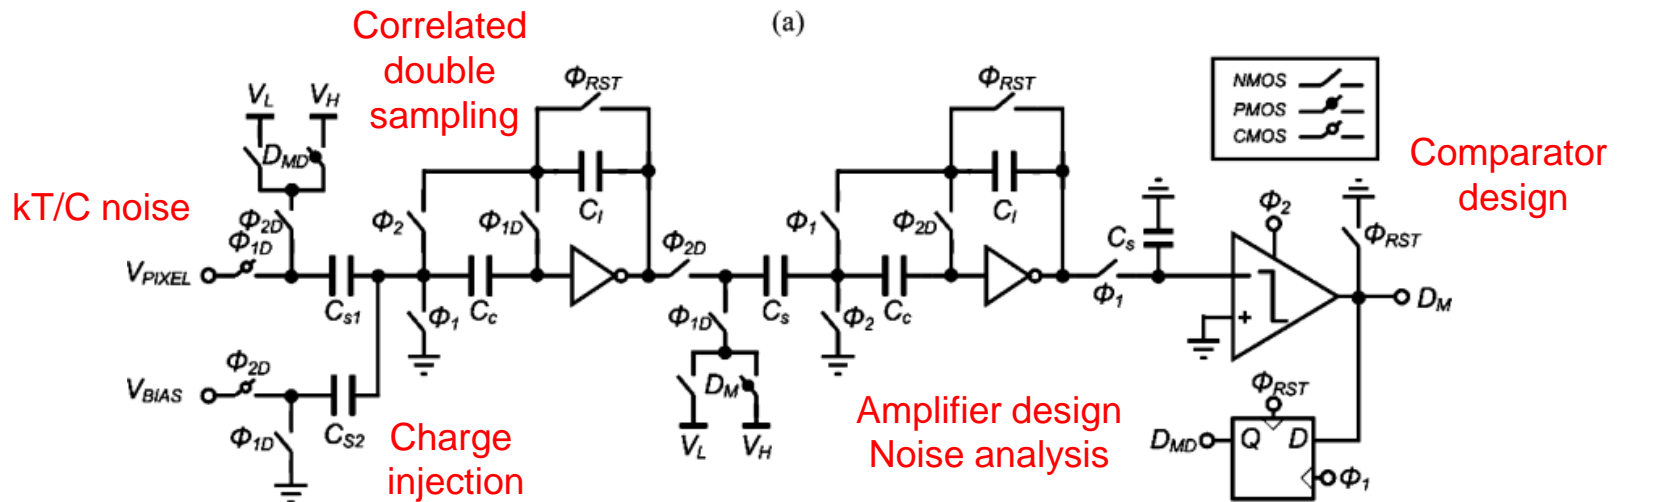 (a)
Correlated
double
sampling
kT/C noise
Charge
injection
Amplifier design
Noise analysis
Comparator
design
NMOS
PMOS
CMOS
V_L
V_H
D_MD
Φ_2D
Φ_1D
V_PIXEL
C_s1
V_BIAS
Φ_2D
Φ_1D
C_S2
Φ_2
Φ_1
C_c
Φ_1D
Φ_RST
C_I
Φ_2D
Φ_1D
C_s
D_M
V_L
V_H
Φ_1
Φ_2
C_c
Φ_2D
Φ_RST
C_I
Φ_1
C_s
Φ_2
+
Φ_RST
D_M
Φ_RST
D_MD
Q D
Φ_1